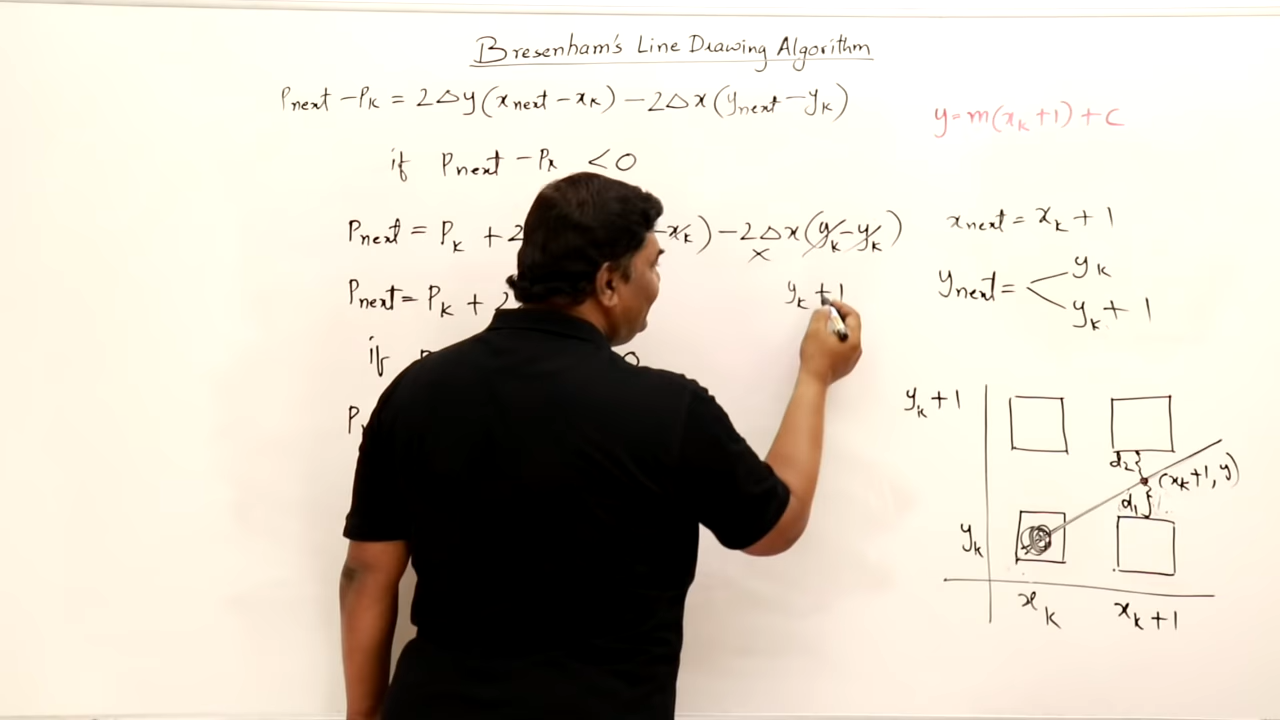 Bresenham's Line Drawing Algorithm
Pnext - Pk = 2Δy(xnext - xk) - 2Δx(ynext - yk)
y = m(xk + 1) + c
if Pnext - Pk < 0
Pnext = Pk + 2 - xk) - 2Δx(yk - yk)
x
xnext = xk + 1
Pnext = Pk + 2
yk + 1
ynext = yk
yk + 1
if 0
P
yk + 1
d2
(xk+1, y)
d1
yk
xk
xk + 1